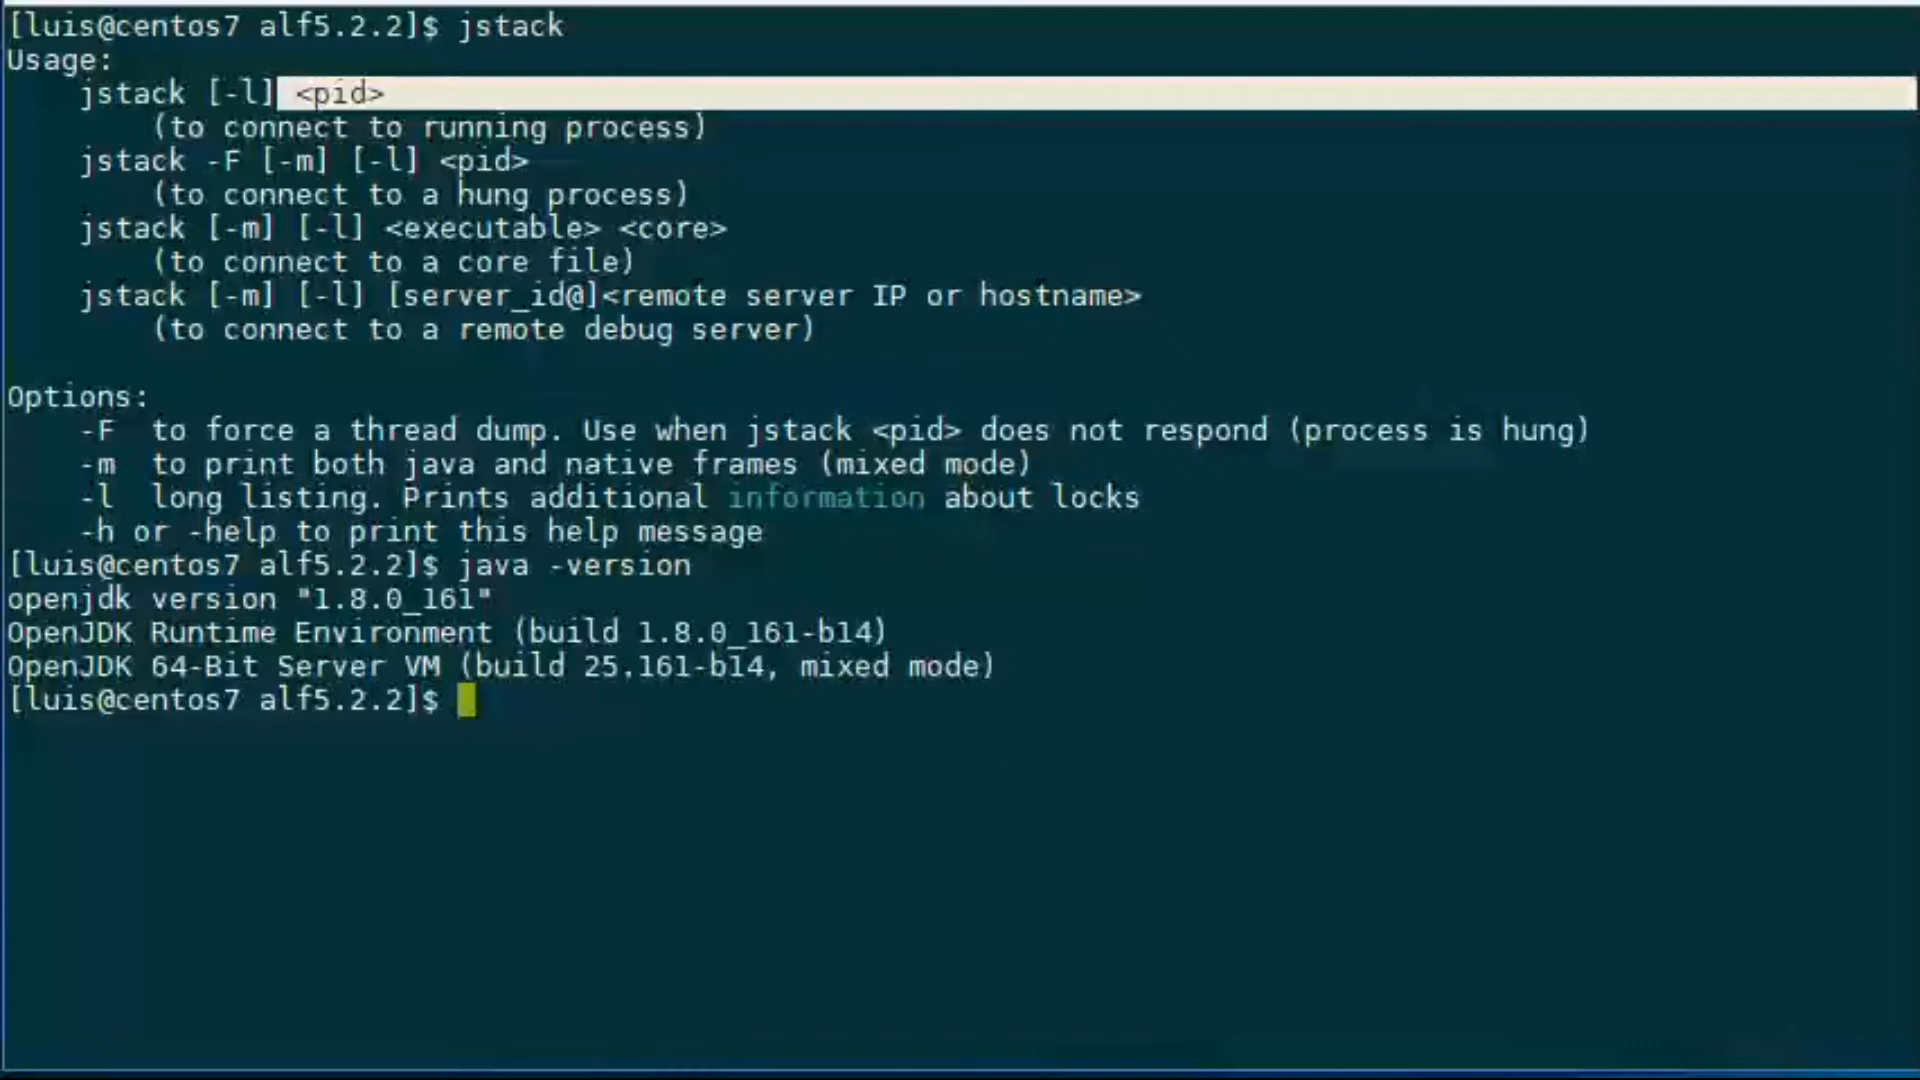 [luis@centos7 alf5.2.2]$ jstack
Usage:
    jstack [-l] <pid>
        (to connect to running process)
    jstack -F [-m] [-l] <pid>
        (to connect to a hung process)
    jstack [-m] [-l] <executable> <core>
        (to connect to a core file)
    jstack [-m] [-l] [server_id@]<remote server IP or hostname>
        (to connect to a remote debug server)

Options:
    -F  to force a thread dump. Use when jstack <pid> does not respond (process is hung)
    -m  to print both java and native frames (mixed mode)
    -l  long listing. Prints additional information about locks
    -h or -help to print this help message
[luis@centos7 alf5.2.2]$ java -version
openjdk version "1.8.0_161"
OpenJDK Runtime Environment (build 1.8.0_161-b14)
OpenJDK 64-Bit Server VM (build 25.161-b14, mixed mode)
[luis@centos7 alf5.2.2]$